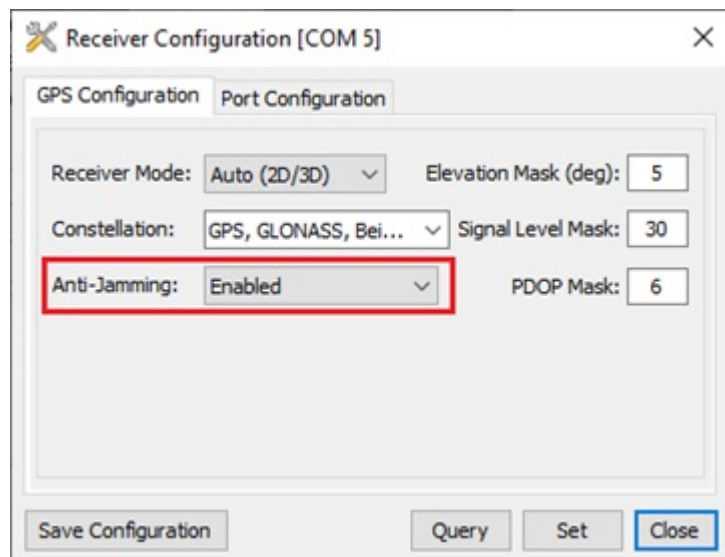 Receiver Configuration [COM 5]
GPS Configuration Port Configuration
Receiver Mode: Auto (2D/3D) Elevation Mask (deg): 5
Constellation: GPS, GLONASS, Bei... Signal Level Mask: 30
Anti-Jamming: Enabled PDOP Mask: 6
Save Configuration Query Set Close